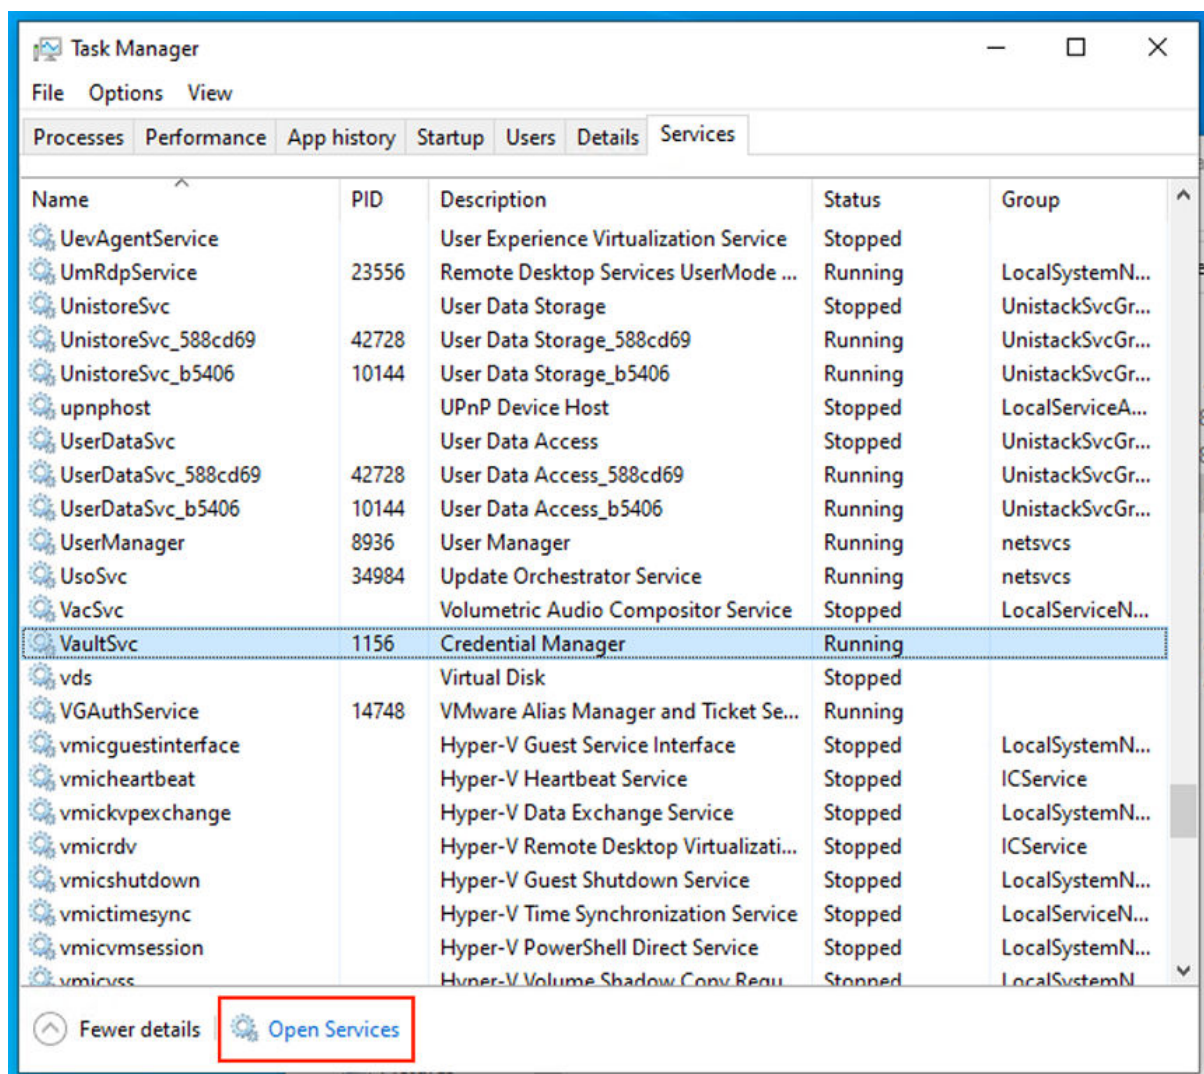 Task Manager
File Options View
Processes Performance App history Startup Users Details Services
Name PID Description Status Group
UevAgentService User Experience Virtualization Service Stopped
UmRdpService 23556 Remote Desktop Services UserMode ... Running LocalSystemN...
UnistoreSvc User Data Storage Stopped UnistackSvcGr...
UnistoreSvc_588cd69 42728 User Data Storage_588cd69 Running UnistackSvcGr...
UnistoreSvc_b5406 10144 User Data Storage_b5406 Running UnistackSvcGr...
upnphost UPnP Device Host Stopped LocalServiceA...
UserDataSvc User Data Access Stopped UnistackSvcGr...
UserDataSvc_588cd69 42728 User Data Access_588cd69 Running UnistackSvcGr...
UserDataSvc_b5406 10144 User Data Access_b5406 Running UnistackSvcGr...
UserManager 8936 User Manager Running netsvcs
UsoSvc 34984 Update Orchestrator Service Running netsvcs
VacSvc Volumetric Audio Compositor Service Stopped LocalServiceN...
VaultSvc 1156 Credential Manager Running
vds Virtual Disk Stopped
VGAuthService 14748 VMware Alias Manager and Ticket Se... Running
vmicguestinterface Hyper-V Guest Service Interface Stopped LocalSystemN...
vmicheartbeat Hyper-V Heartbeat Service Stopped ICService
vmickvpexchange Hyper-V Data Exchange Service Stopped LocalSystemN...
vmicrdv Hyper-V Remote Desktop Virtualizati... Stopped ICService
vmicshutdown Hyper-V Guest Shutdown Service Stopped LocalSystemN...
vmictimesync Hyper-V Time Synchronization Service Stopped LocalServiceN...
vmicvmsession Hyper-V PowerShell Direct Service Stopped LocalSystemN...
vmicvss Hyper-V Volume Shadow Copy Requ... Stopped LocalSystemN...
Fewer details Open Services